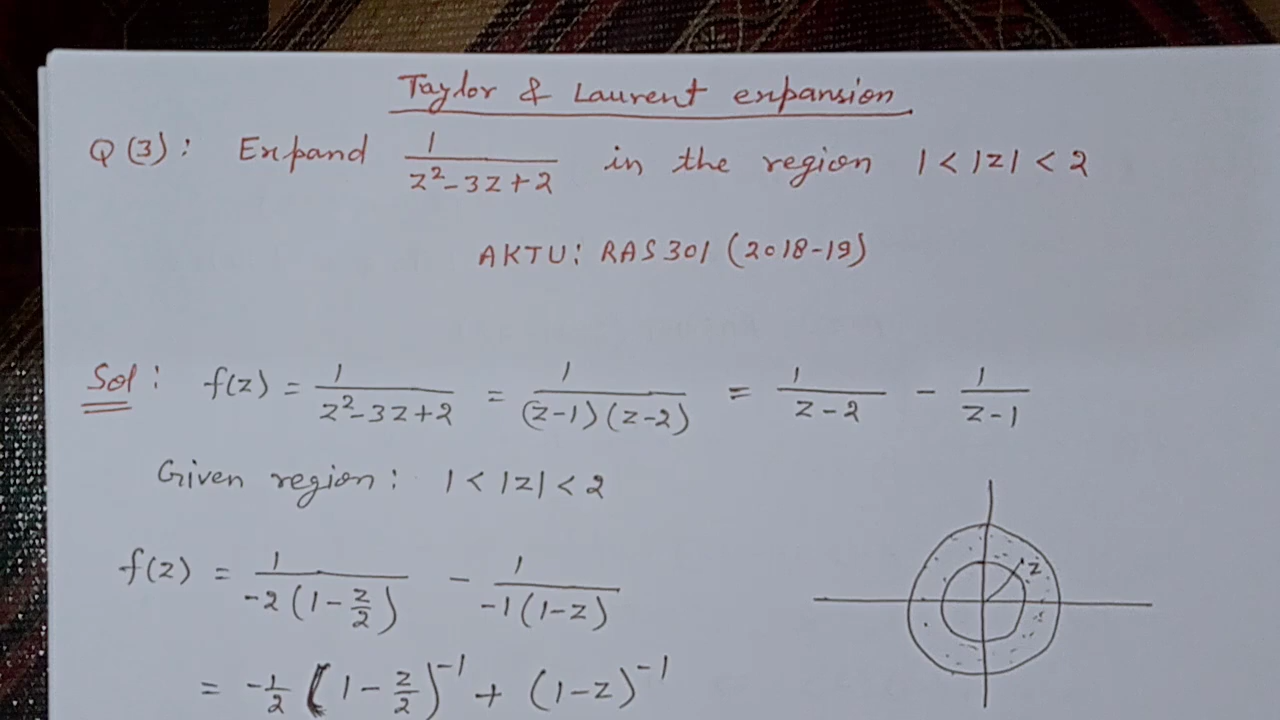 Taylor & Laurent expansion
Q(3): Expand 1/(z²-3z+2) in the region 1<|z|<2
AKTU: RAS301 (2018-19)
Sol: f(z) = 1/(z²-3z+2) = 1/((z-1)(z-2)) = 1/(z-2) - 1/(z-1)
Given region: 1<|z|<2
f(z) = 1/(-2(1-z/2)) - 1/(-1(1-z))
z
= -1/2 (1-z/2)⁻¹ + (1-z)⁻¹